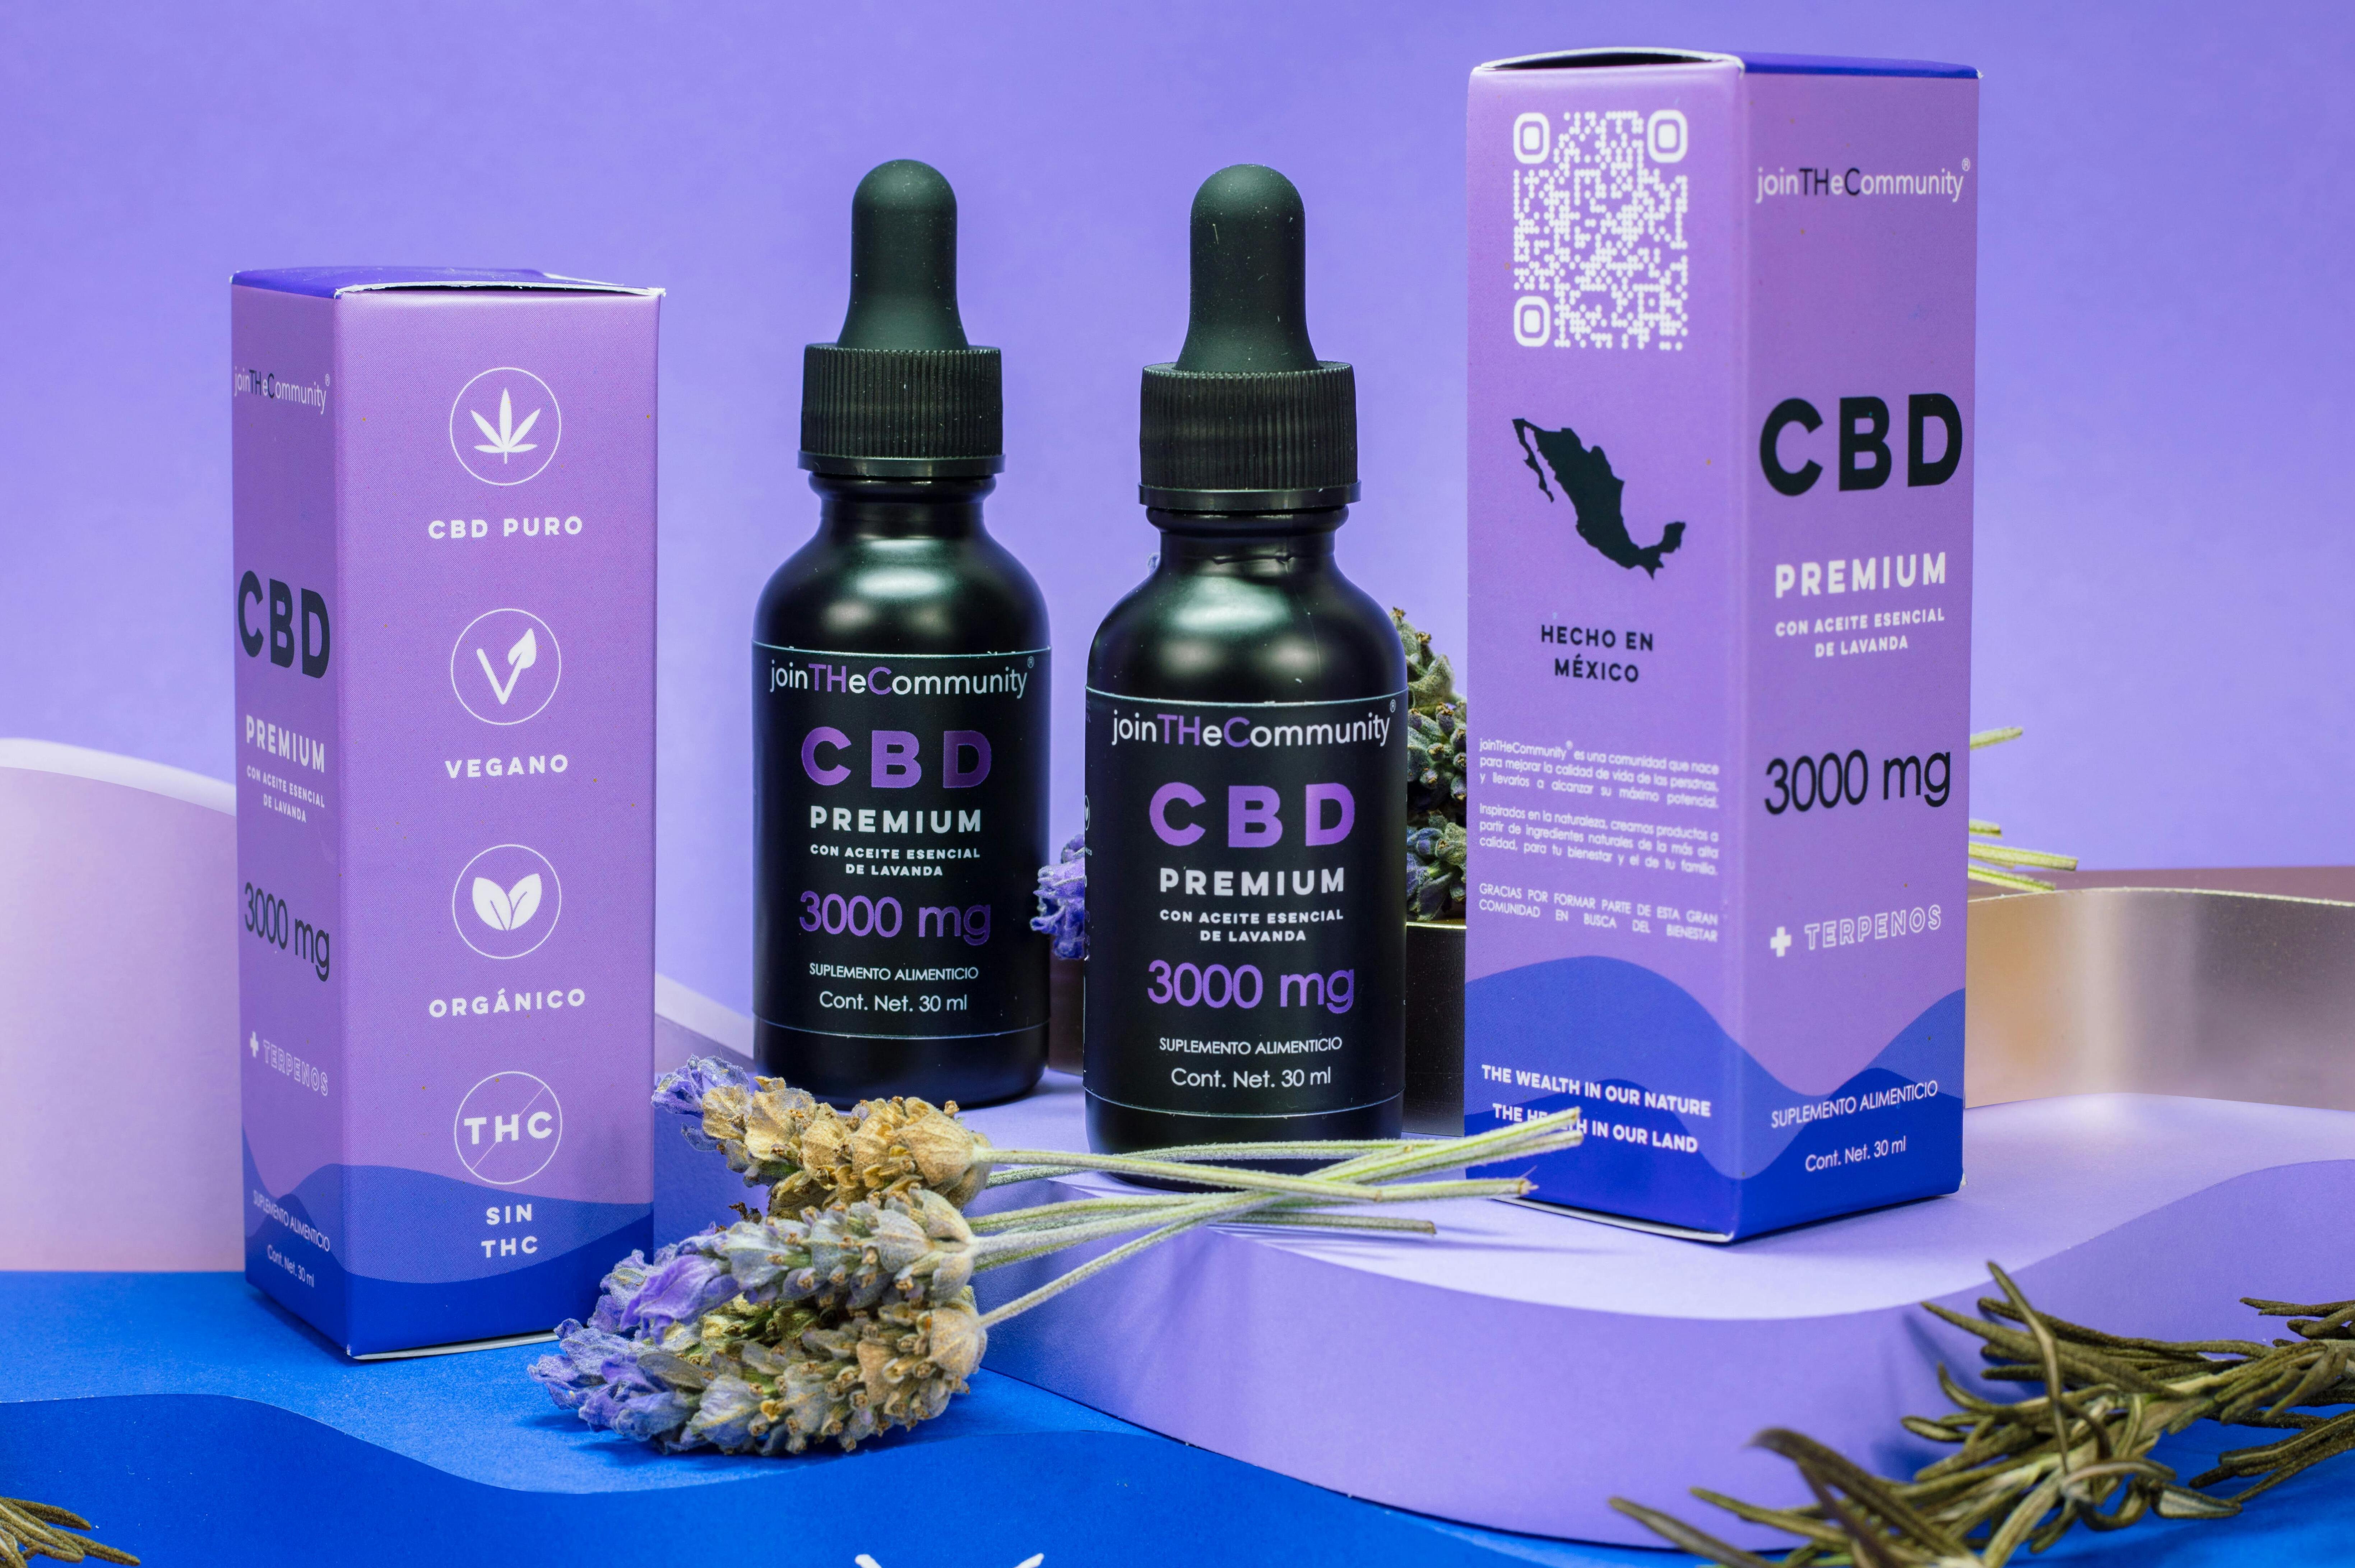 joinTHeCommunity®
CBD
PREMIUM
CON ACEITE ESENCIAL
DE LAVANDA
3000 mg
+ TERPENOS
SUPLEMENTO ALIMENTICIO
Cont. Net. 30 ml
CBD PURO
VEGANO
ORGÁNICO
THC
SIN
THC
joinTHeCommunity®
CBD
PREMIUM
CON ACEITE ESENCIAL
DE LAVANDA
3000 mg
SUPLEMENTO ALIMENTICIO
Cont. Net. 30 ml
joinTHeCommunity®
CBD
PREMIUM
CON ACEITE ESENCIAL
DE LAVANDA
3000 mg
SUPLEMENTO ALIMENTICIO
Cont. Net. 30 ml
HECHO EN
MÉXICO
joinTHeCommunity® es una comunidad que nace
para mejorar la calidad de vida de las personas,
y llevarlos a alcanzar su máximo potencial.
Inspirados en la naturaleza, creamos productos a
partir de ingredientes naturales de la más alta
calidad, para tu bienestar y el de tu familia.
GRACIAS POR FORMAR PARTE DE ESTA GRAN
COMUNIDAD EN BUSCA DEL BIENESTAR
THE WEALTH IN OUR NATURE
THE IN OUR LAND
joinTHeCommunity®
CBD
PREMIUM
CON ACEITE ESENCIAL
DE LAVANDA
3000 mg
+ TERPENOS
SUPLEMENTO ALIMENTICIO
Cont. Net. 30 ml